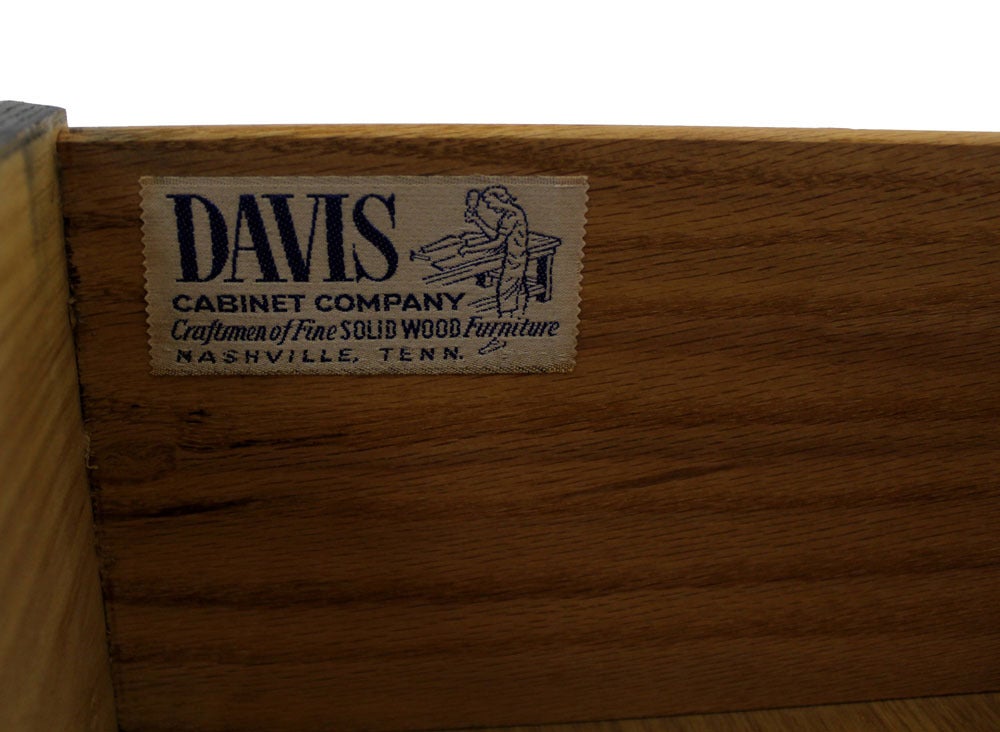 DAVIS
CABINET COMPANY
Craftsmen of Fine SOLID WOOD Furniture
NASHVILLE, TENN.